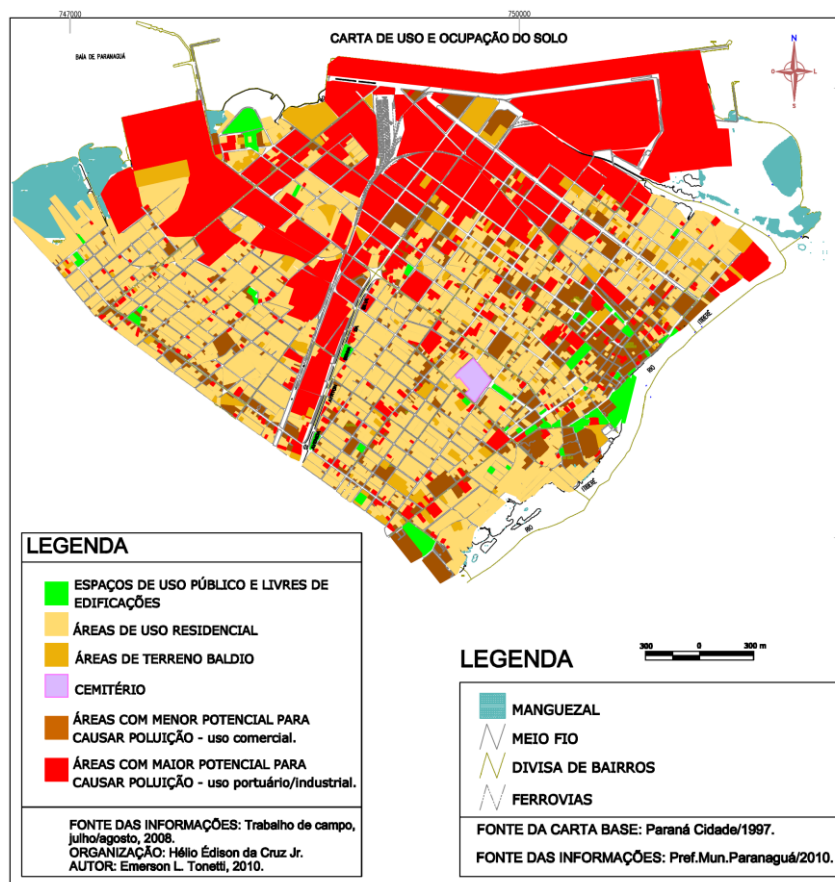 747000
750000
CARTA DE USO E OCUPAÇÃO DO SOLO
BAÍA DE PARANAGUÁ
N
O
L
S
ITIBERÊ
RIO
ITIBERÊ
RIO
LEGENDA
ESPAÇOS DE USO PÚBLICO E LIVRES DE
EDIFICAÇÕES
ÁREAS DE USO RESIDENCIAL
ÁREAS DE TERRENO BALDIO
CEMITÉRIO
ÁREAS COM MENOR POTENCIAL PARA
CAUSAR POLUIÇÃO - uso comercial.
ÁREAS COM MAIOR POTENCIAL PARA
CAUSAR POLUIÇÃO - uso portuário/industrial.
FONTE DAS INFORMAÇÕES: Trabalho de campo,
julho/agosto, 2008.
ORGANIZAÇÃO: Hélio Édison da Cruz Jr.
AUTOR: Emerson L. Tonetti, 2010.
300 0 300 m
LEGENDA
MANGUEZAL
MEIO FIO
DIVISA DE BAIRROS
FERROVIAS
FONTE DA CARTA BASE: Paraná Cidade/1997.
FONTE DAS INFORMAÇÕES: Pref.Mun.Paranaguá/2010.